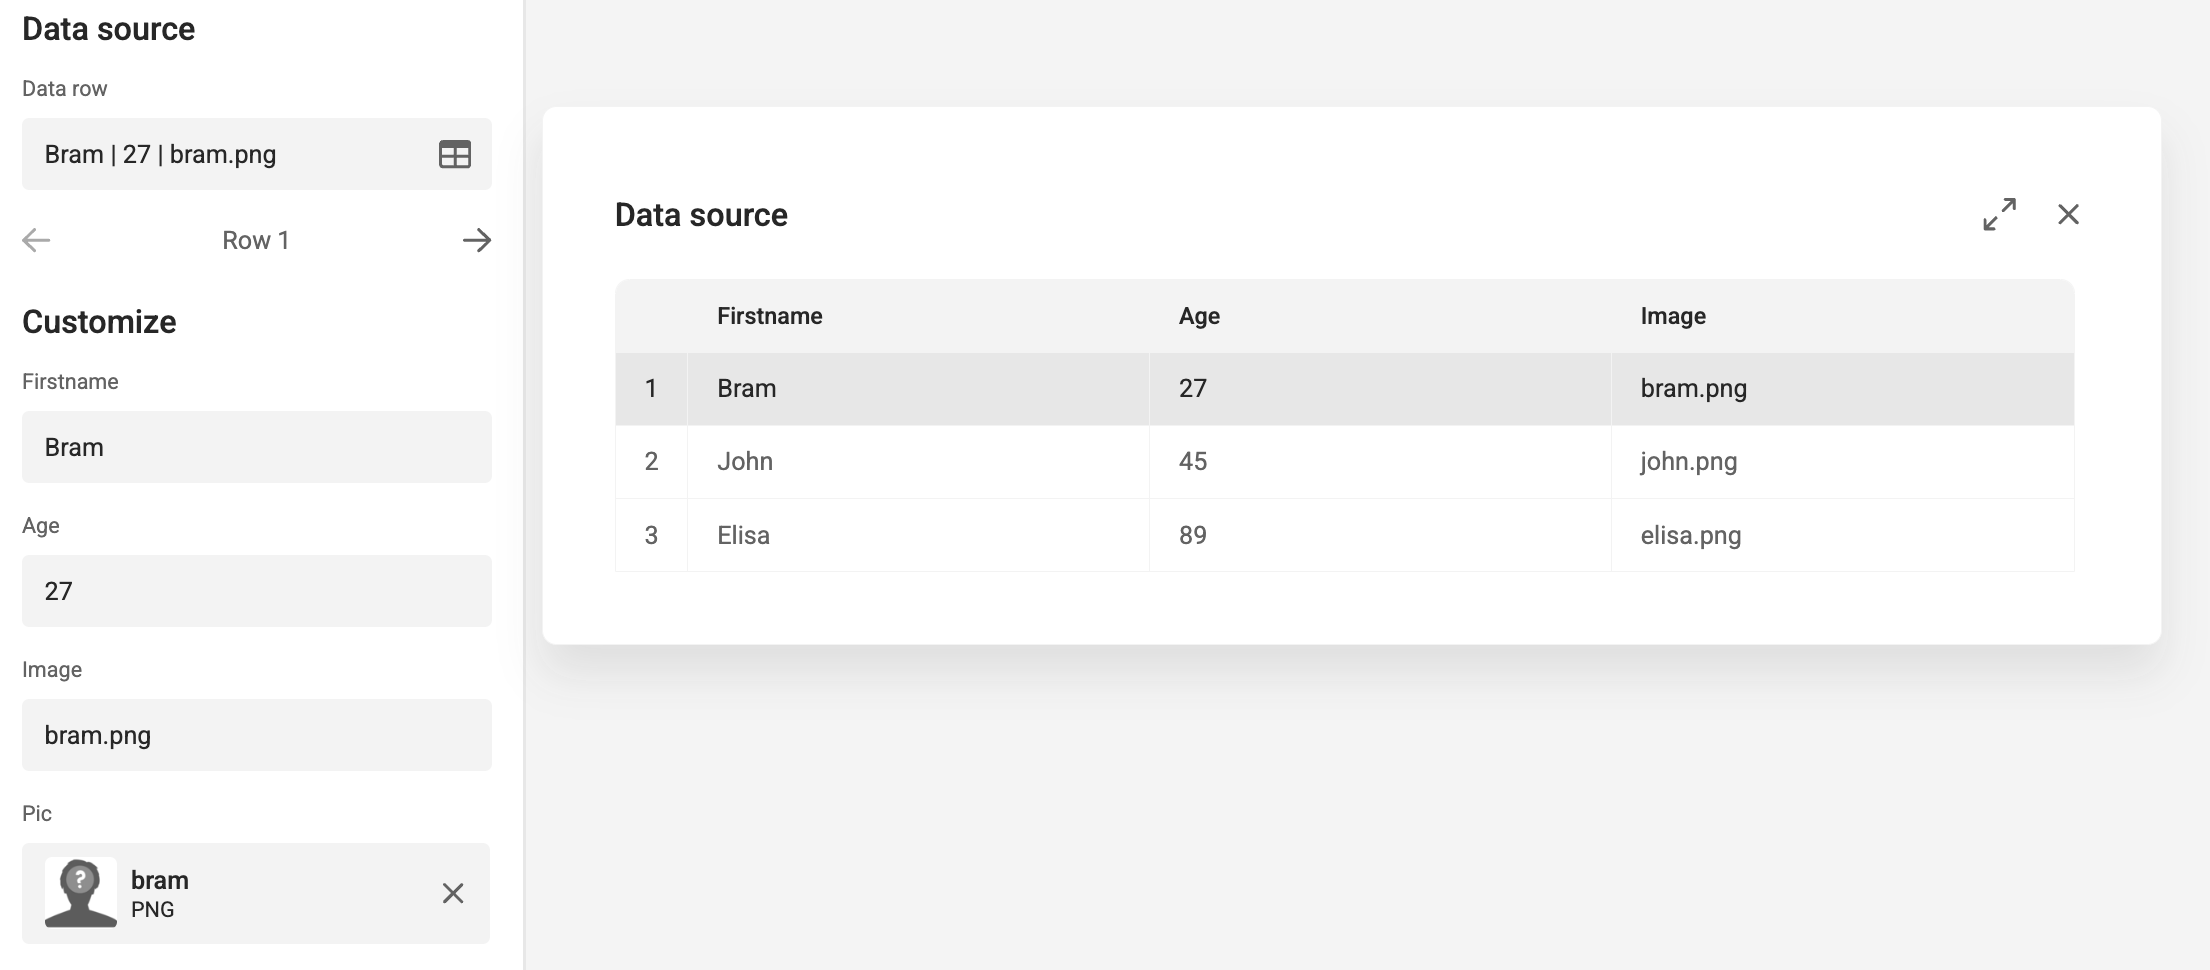 Data source
Data row
Bram | 27 | bram.png
Row 1
Customize
Firstname
Bram
Age
27
Image
bram.png
Pic
?
bram
PNG
Data source
Firstname Age Image
1 Bram 27 bram.png
2 John 45 john.png
3 Elisa 89 elisa.png